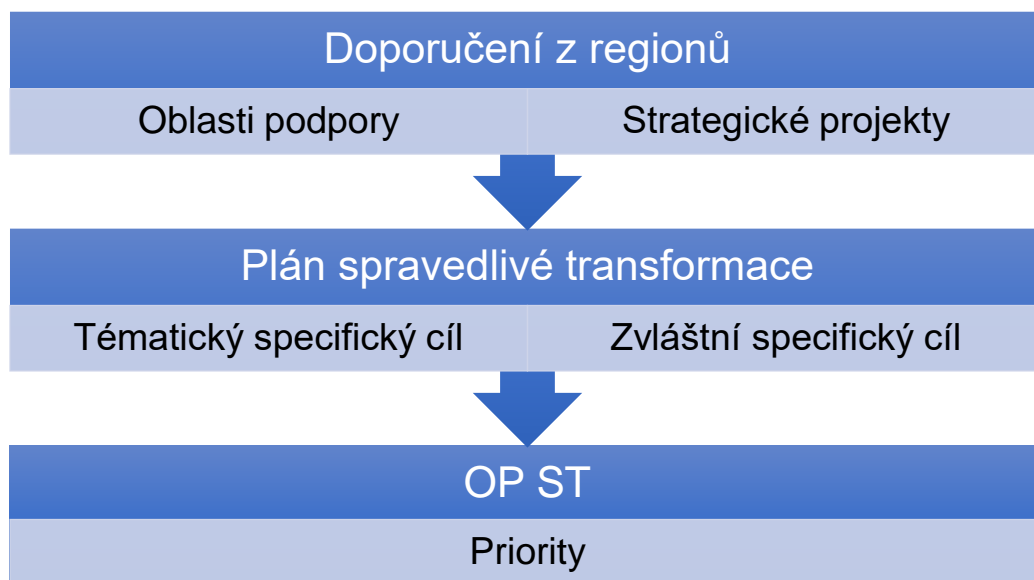 Doporučení z regionů
Oblasti podpory
Strategické projekty
Plán spravedlivé transformace
Tématický specifický cíl
Zvláštní specifický cíl
OP ST
Priority